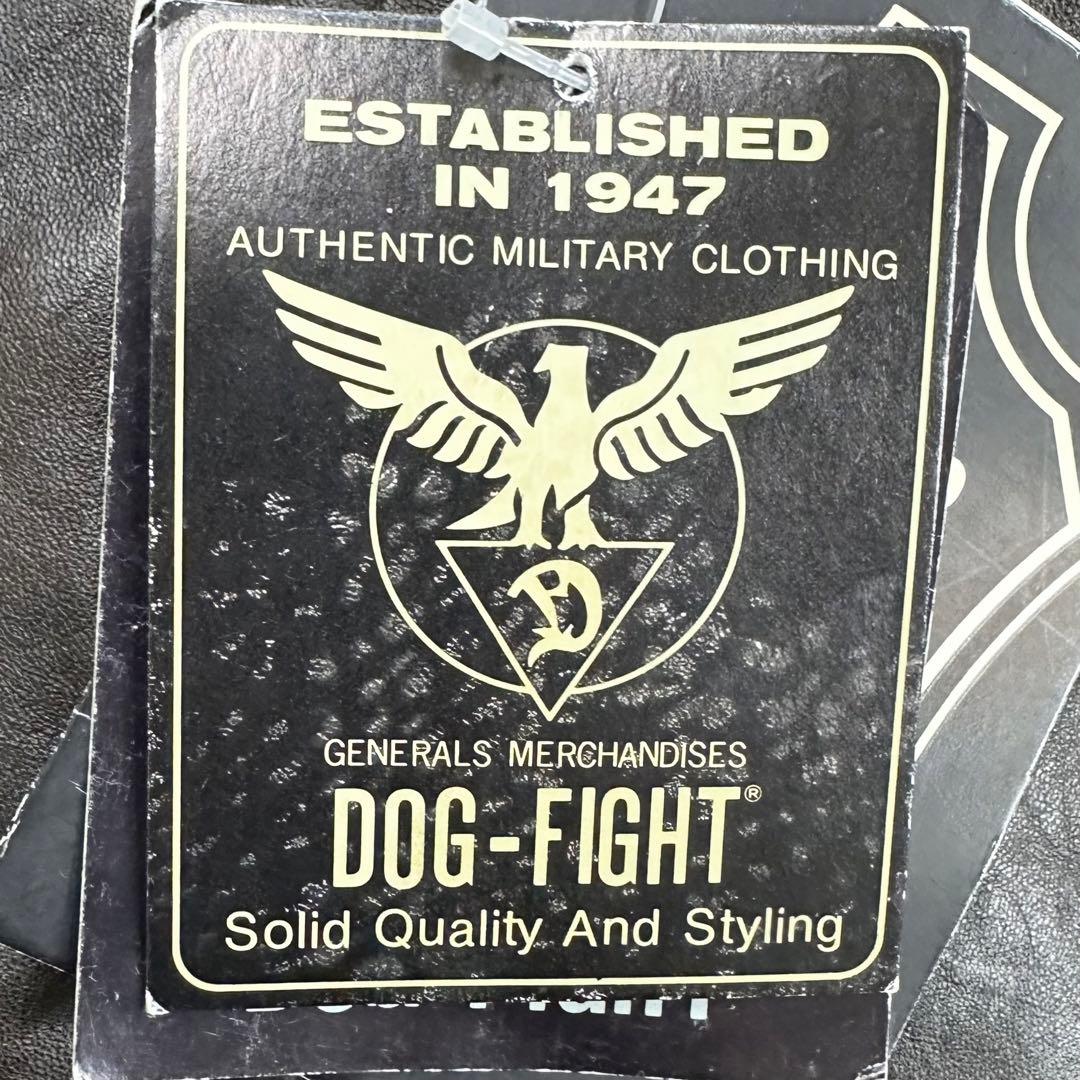 ESTABLISHED
IN 1947
AUTHENTIC MILITARY CLOTHING
D
GENERALS MERCHANDISES
DOG-FIGHT®
Solid Quality And Styling